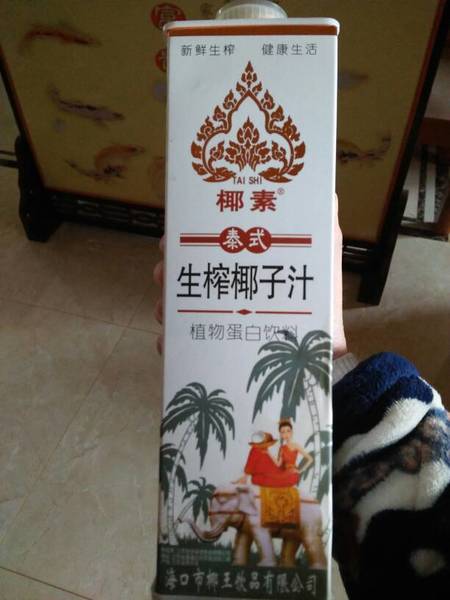 新鲜生榨 健康生活
TAI SHI
椰素®
泰式
生榨椰子汁
植物蛋白饮料
海口市椰王饮品有限公司